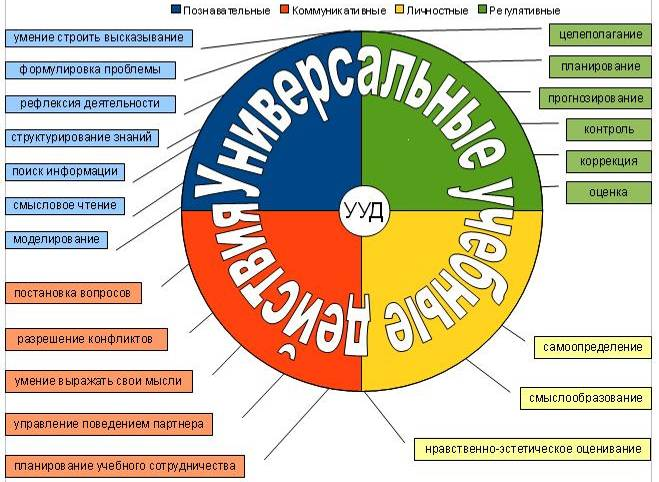 Познавательные Коммуникативные Личностные Регулятивные
умение строить высказывание
формулировка проблемы
рефлексия деятельности
структурирование знаний
поиск информации
смысловое чтение
моделирование
постановка вопросов
разрешение конфликтов
умение выражать свои мысли
управление поведением партнера
планирование учебного сотрудничества
Универсальные учебные действия
УУД
целеполагание
планирование
прогнозирование
контроль
коррекция
оценка
самоопределение
смыслообразование
нравственно-эстетическое оценивание